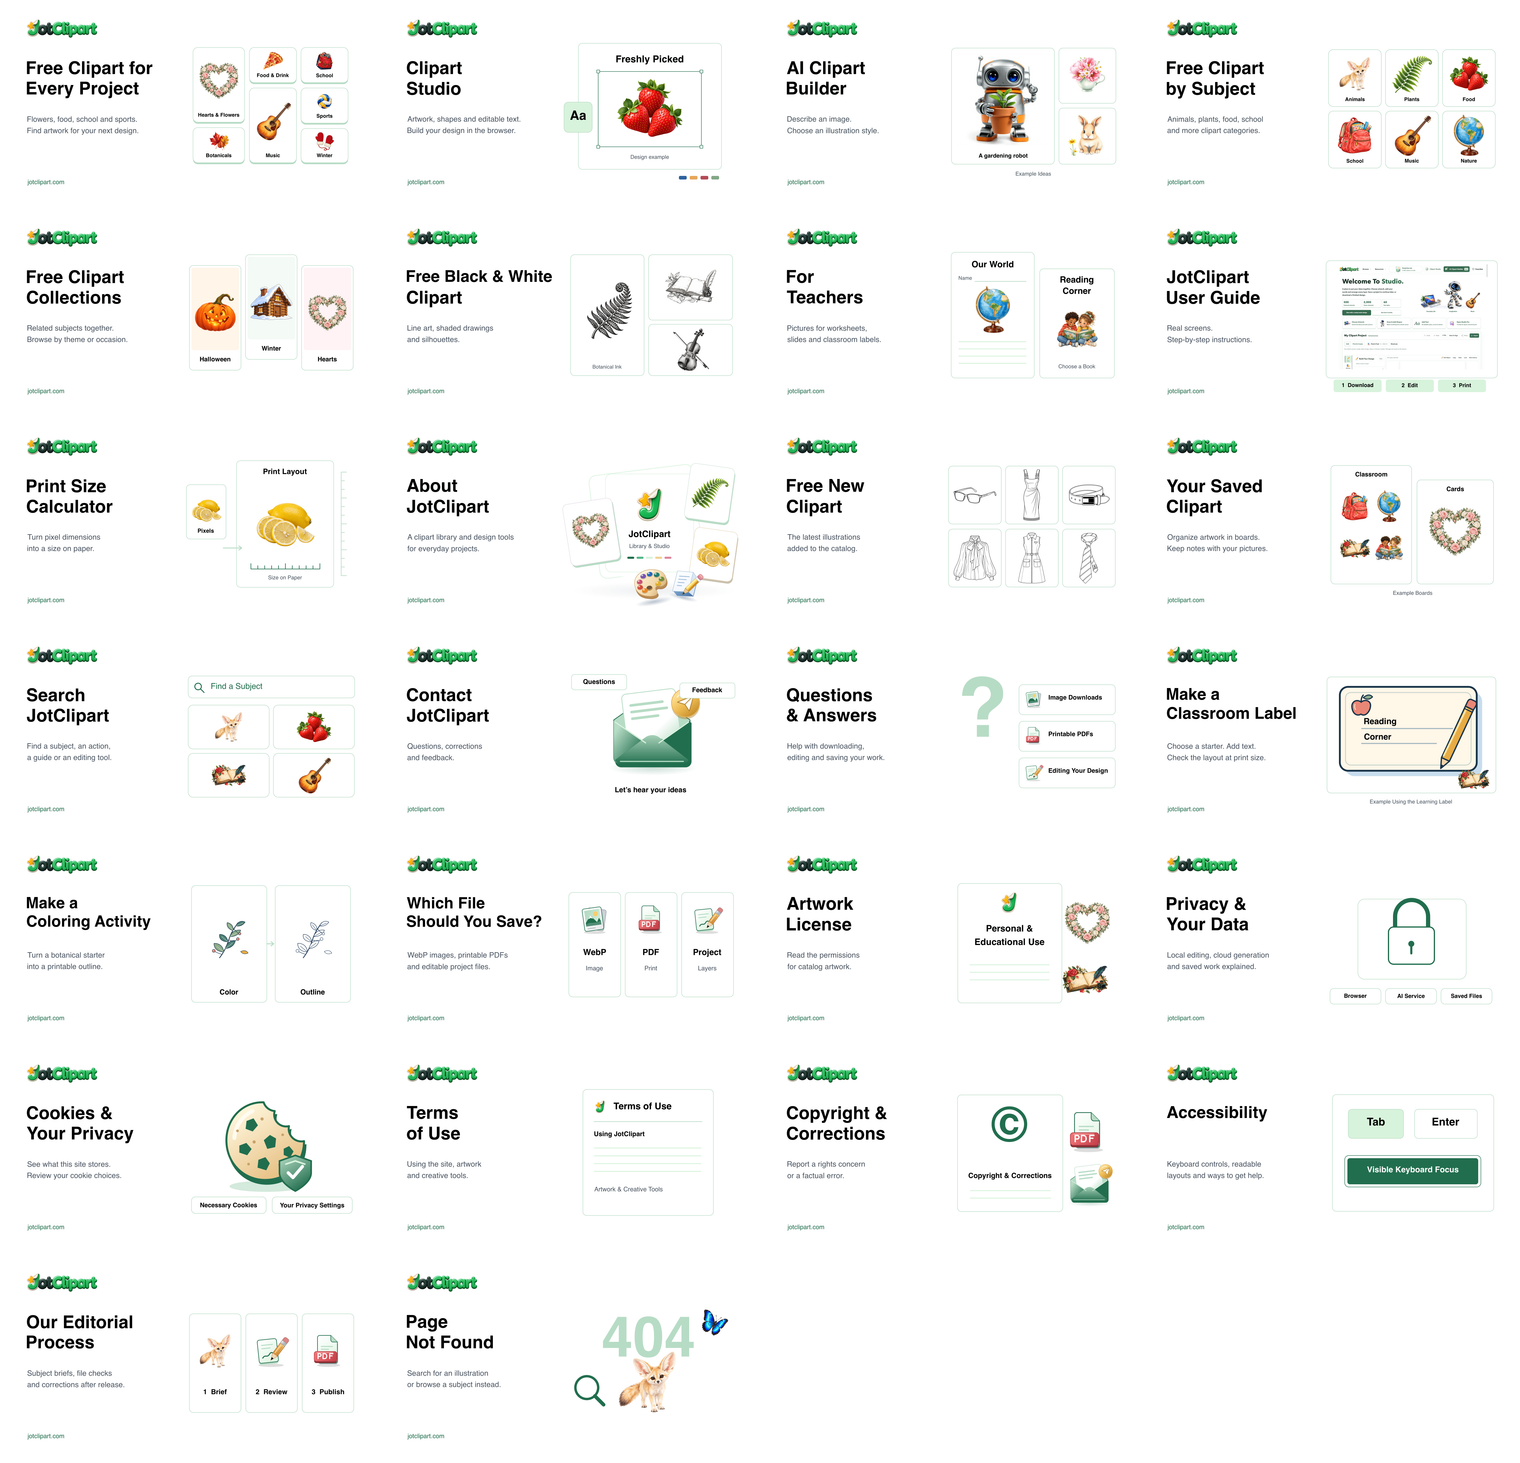 JotClipart
Free Clipart for
Every Project
Flowers, food, school and sports.
Find artwork for your next design.
jotclipart.com
Hearts & Flowers
Food & Drink
School
Sports
Botanicals
Music
Winter
JotClipart
Clipart
Studio
Artwork, shapes and editable text.
Build your design in the browser.
jotclipart.com
Freshly Picked
Aa
Design example
JotClipart
AI Clipart
Builder
Describe an image.
Choose an illustration style.
jotclipart.com
A gardening robot
Example Ideas
JotClipart
Free Clipart
by Subject
Animals, plants, food, school
and more clipart categories.
jotclipart.com
Animals
Plants
Food
School
Music
Nature
JotClipart
Free Clipart
Collections
Related subjects together.
Browse by theme or occasion.
jotclipart.com
Halloween
Winter
Hearts
JotClipart
Free Black & White
Clipart
Line art, shaded drawings
and silhouettes.
jotclipart.com
Botanical Ink
JotClipart
For
Teachers
Pictures for worksheets,
slides and classroom labels.
jotclipart.com
Our World
Name
Reading
Corner
Choose a Book
JotClipart
JotClipart
User Guide
Real screens.
Step-by-step instructions.
jotclipart.com
Welcome To Studio.
1 Download
2 Edit
3 Print
JotClipart
Print Size
Calculator
Turn pixel dimensions
into a size on paper.
jotclipart.com
Pixels
Print Layout
Size on Paper
JotClipart
About
JotClipart
A clipart library and design tools
for everyday projects.
jotclipart.com
JotClipart
Library & Studio
JotClipart
Free New
Clipart
The latest illustrations
added to the catalog.
jotclipart.com
JotClipart
Your Saved
Clipart
Organize artwork in boards.
Keep notes with your pictures.
jotclipart.com
Classroom
Cards
Example Boards
JotClipart
Search
JotClipart
Find a subject, an action,
a guide or an editing tool.
jotclipart.com
Find a Subject
JotClipart
Contact
JotClipart
Questions, corrections
and feedback.
jotclipart.com
Questions
Feedback
Let's hear your ideas
JotClipart
Questions
& Answers
Help with downloading,
editing and saving your work.
jotclipart.com
?
Image Downloads
PDF
Printable PDFs
Editing Your Design
JotClipart
Make a
Classroom Label
Choose a starter. Add text.
Check the layout at print size.
jotclipart.com
Reading
Corner
Example Using the Learning Label
JotClipart
Make a
Coloring Activity
Turn a botanical starter
into a printable outline.
jotclipart.com
Color
Outline
JotClipart
Which File
Should You Save?
WebP images, printable PDFs
and editable project files.
jotclipart.com
WebP
Image
PDF
PDF
Print
Project
Layers
JotClipart
Artwork
License
Read the permissions
for catalog artwork.
jotclipart.com
Personal &
Educational Use
JotClipart
Privacy &
Your Data
Local editing, cloud generation
and saved work explained.
jotclipart.com
Browser
AI Service
Saved Files
JotClipart
Cookies &
Your Privacy
See what this site stores.
Review your cookie choices.
jotclipart.com
Necessary Cookies
Your Privacy Settings
JotClipart
Terms
of Use
Using the site, artwork
and creative tools.
jotclipart.com
Terms of Use
Using JotClipart
Artwork & Creative Tools
JotClipart
Copyright &
Corrections
Report a rights concern
or a factual error.
jotclipart.com
©
Copyright & Corrections
PDF
JotClipart
Accessibility
Keyboard controls, readable
layouts and ways to get help.
jotclipart.com
Tab
Enter
Visible Keyboard Focus
JotClipart
Our Editorial
Process
Subject briefs, file checks
and corrections after release.
jotclipart.com
1 Brief
2 Review
PDF
3 Publish
JotClipart
Page
Not Found
Search for an illustration
or browse a subject instead.
jotclipart.com
404